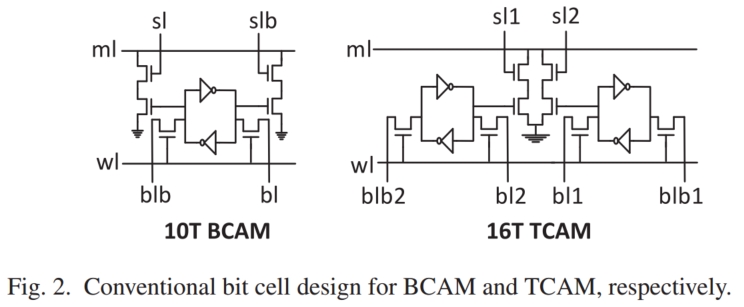 sl slb sl1 sl2
ml ml
wl wl
blb bl blb2 bl2 bl1 blb1
10T BCAM 16T TCAM
Fig. 2. Conventional bit cell design for BCAM and TCAM, respectively.